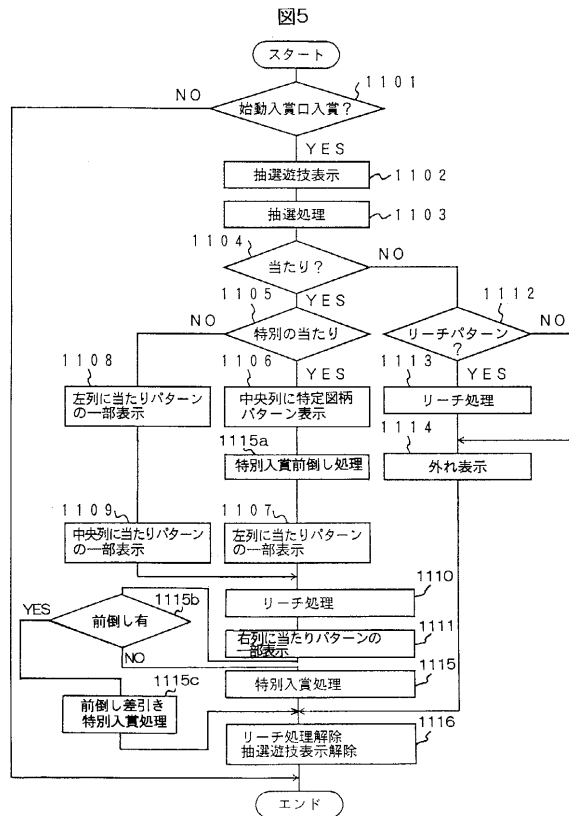 図5
スタート
1101
NO
始動入賞口入賞？
YES
抽選遊技表示
1102
抽選処理
1103
1104
当たり？
NO
YES
1105
1112
NO
特別の当たり
リーチパターン
？
NO
1108
1106
YES
1113
YES
左列に当たりパターン
の一部表示
中央列に特定図柄
パターン表示
リーチ処理
1115a
1114
特別入賞前倒し処理
外れ表示
1109
1107
中央列に当たりパターン
の一部表示
左列に当たりパターン
の一部表示
1110
リーチ処理
YES
1115b
前倒し有
1111
右列に当たりパターンの
一部表示
NO
1115
特別入賞処理
1115c
前倒し差引き
特別入賞処理
1116
リーチ処理解除
抽選遊技表示解除
エンド